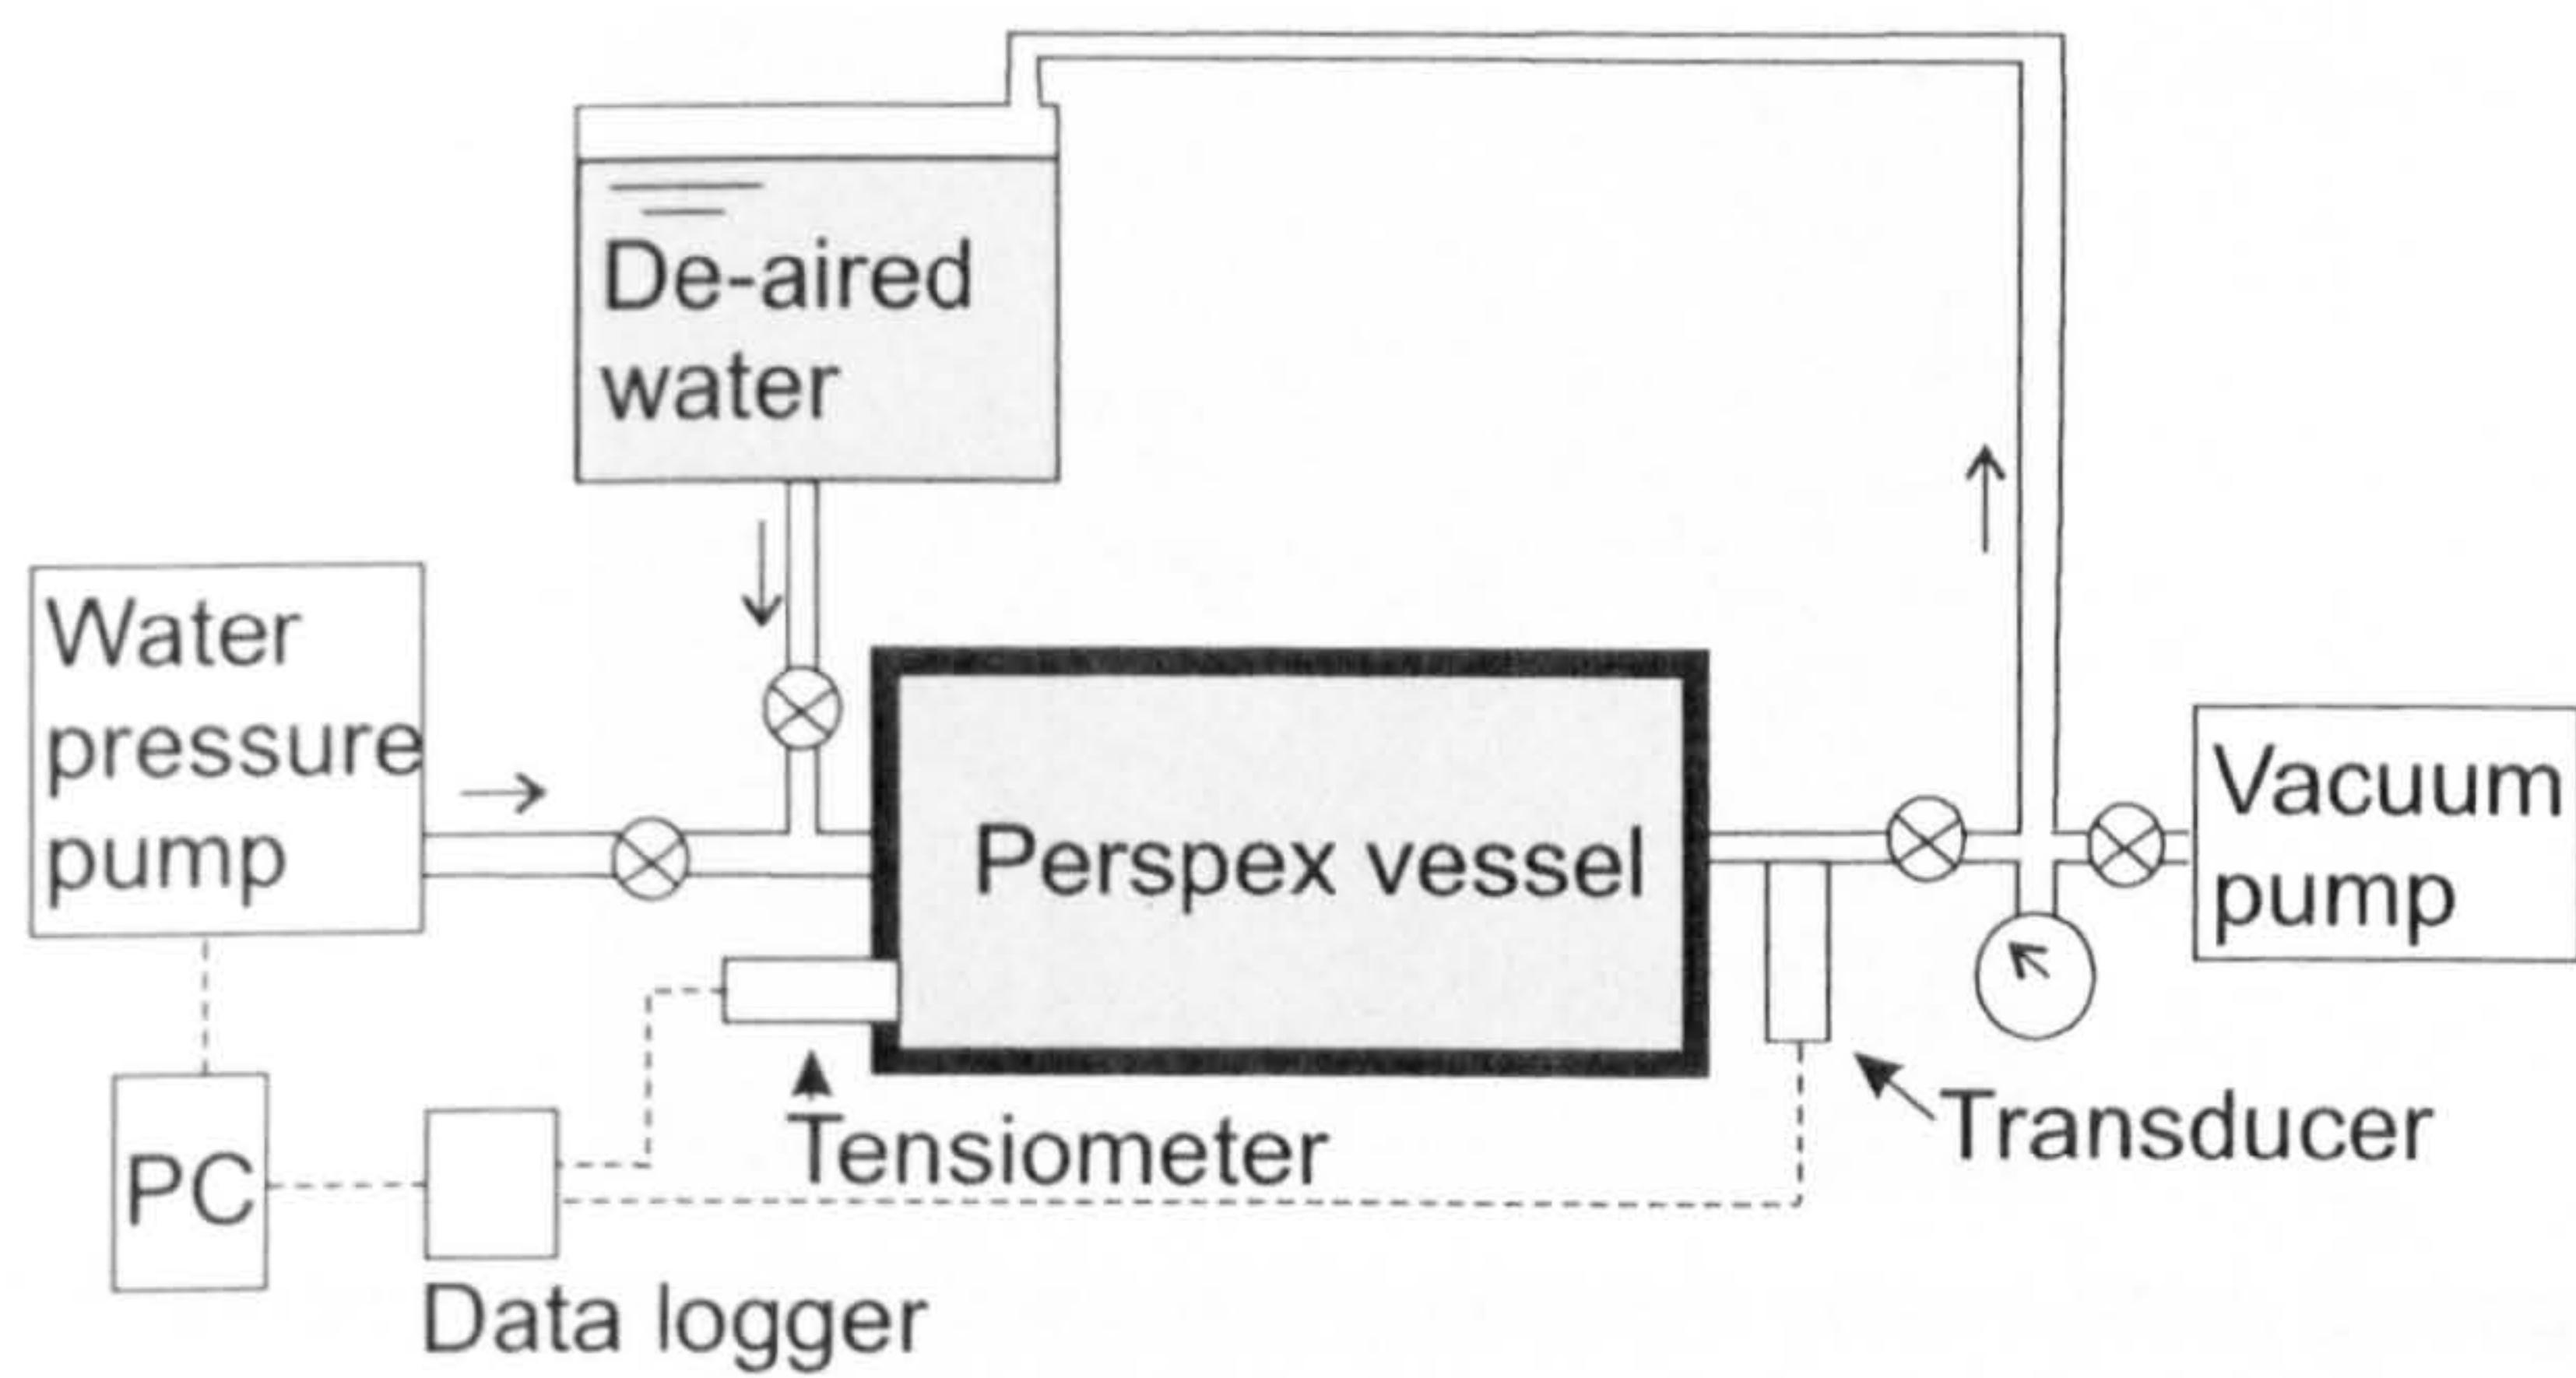 De-aired
water
Water
pressure
pump
Perspex vessel
Vacuum
pump
Tensiometer
Transducer
PC
Data logger